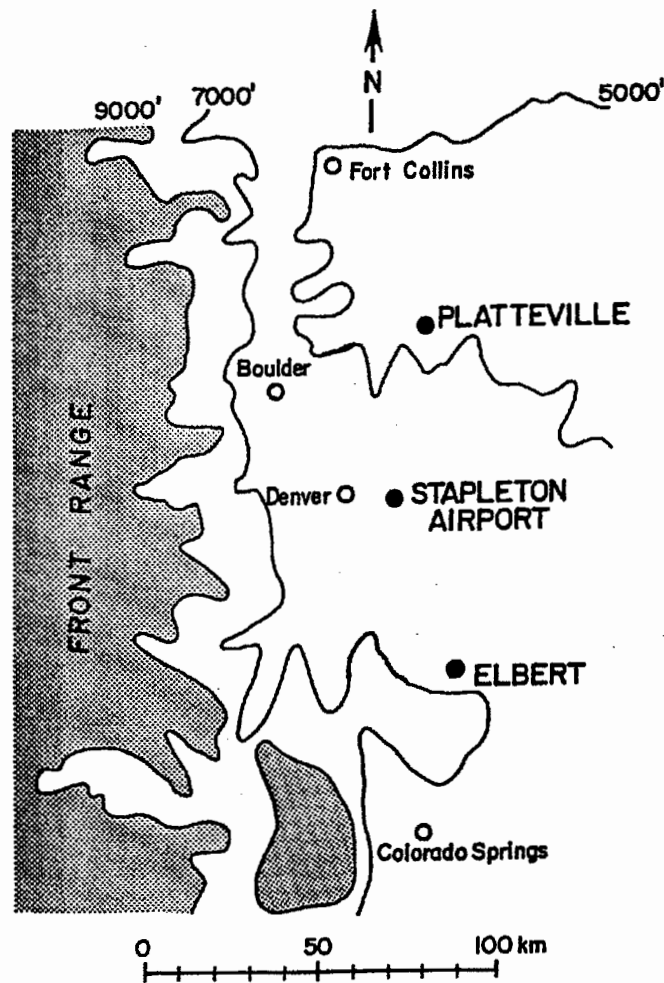 N
9000'
7000'
5000'
Fort Collins
PLATTEVILLE
Boulder
FRONT RANGE
Denver
STAPLETON
AIRPORT
ELBERT
Colorado Springs
0
50
100 km